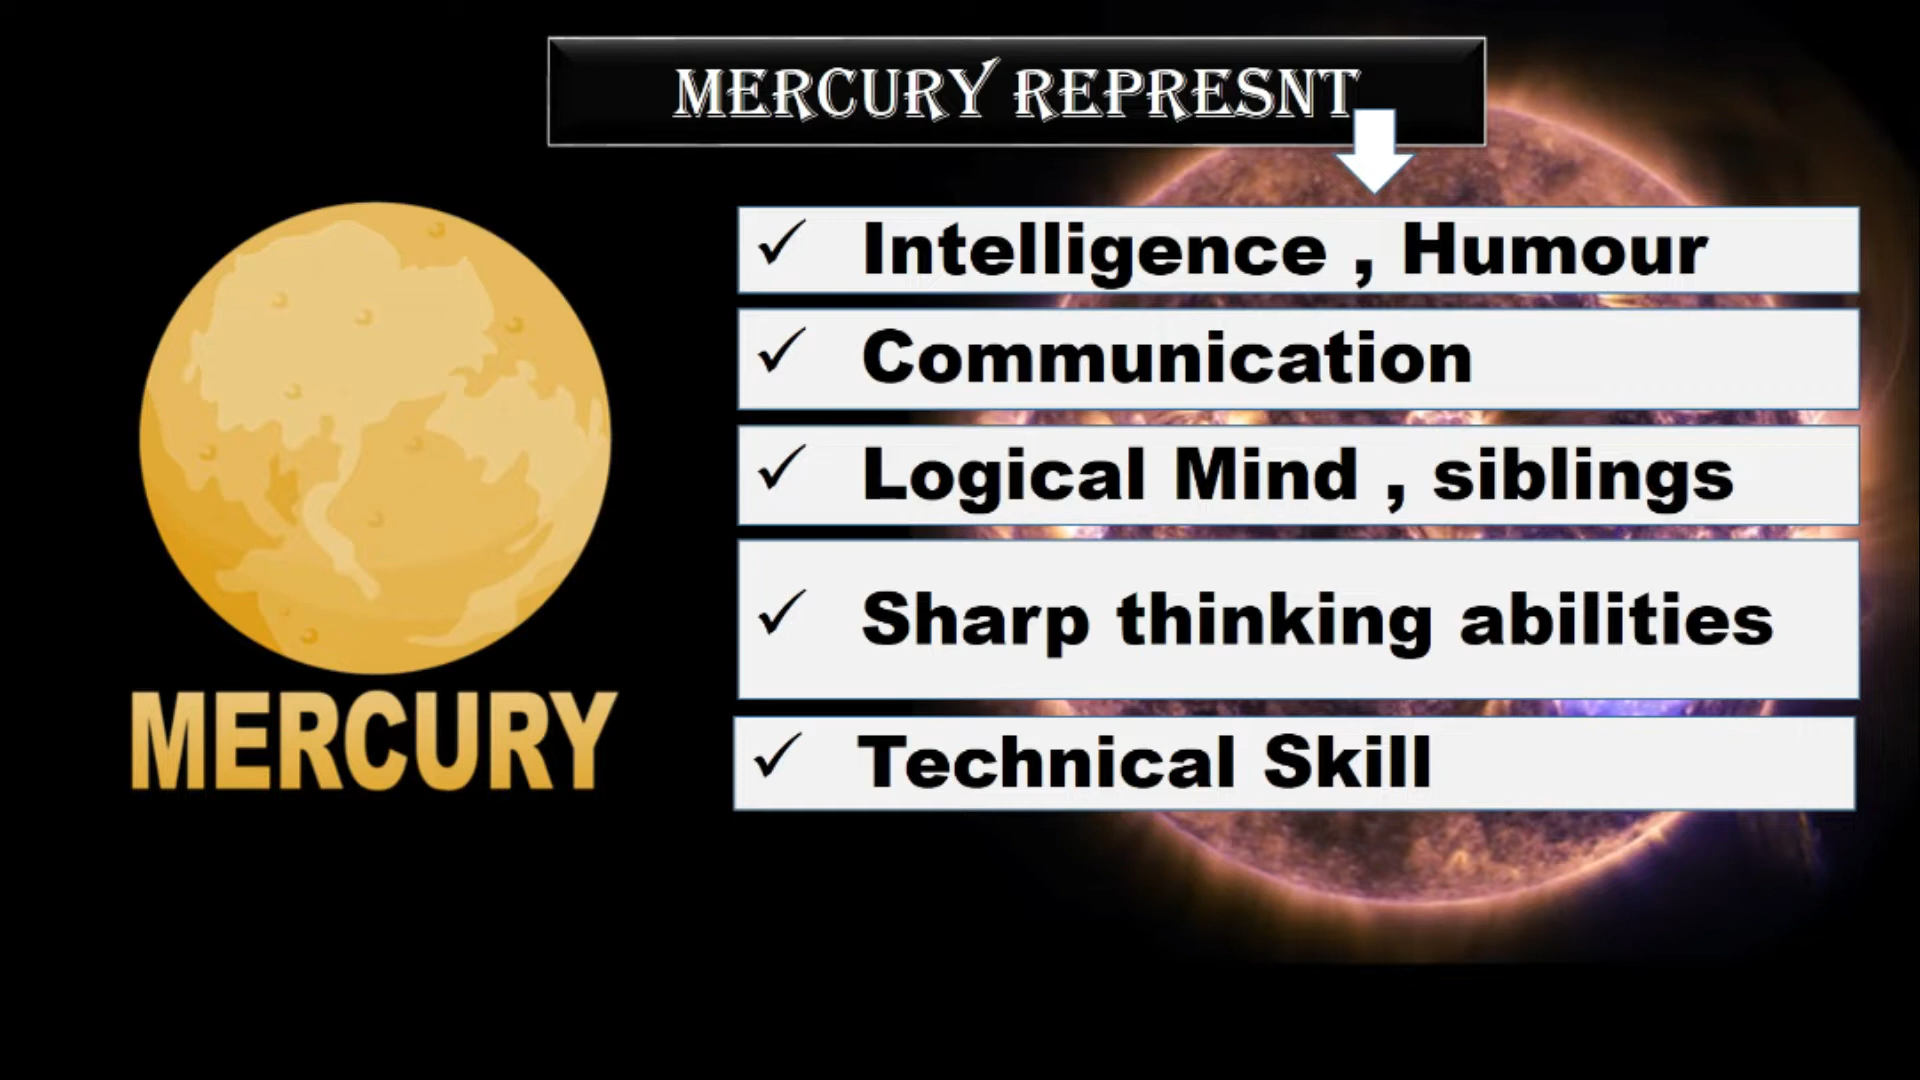 MERCURY REPRESNT
✓ Intelligence , Humour
✓ Communication
✓ Logical Mind , siblings
✓ Sharp thinking abilities
✓ Technical Skill
MERCURY